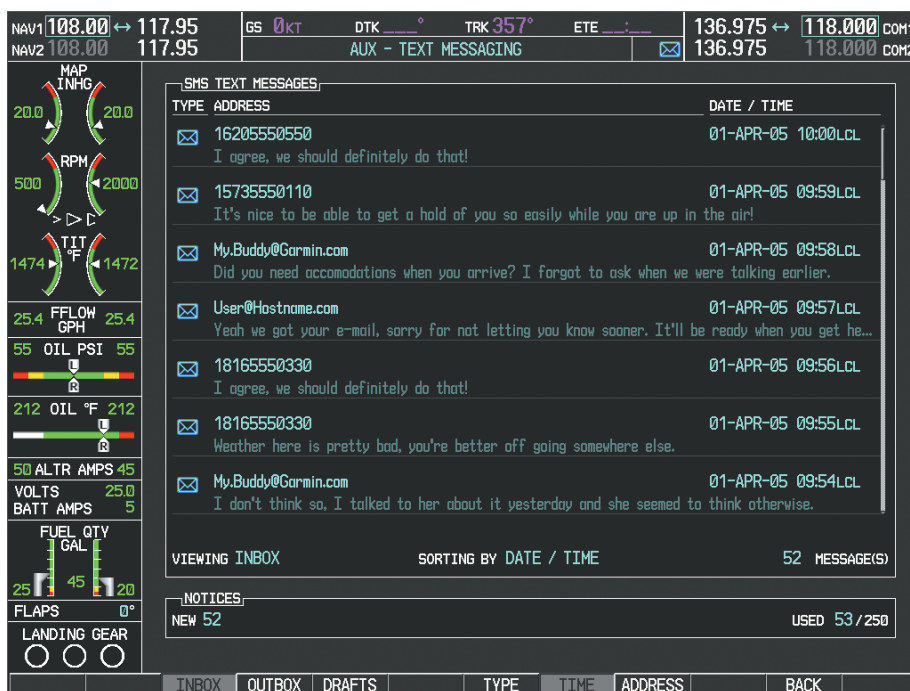 NAV1 108.00 ↔ 117.95 GS 0KT DTK ___° TRK 357° ETE __:__ 136.975 ↔ 118.000 COM1
NAV2 108.00 117.95 AUX - TEXT MESSAGING 136.975 118.000 COM2
MAP
INHG
20.0 20.0
RPM
500 2000
TIT
°F
1474 1472
FFLOW
25.4 GPH 25.4
55 OIL PSI 55
L
R
212 OIL °F 212
L
R
50 ALTR AMPS 45
VOLTS 25.0
BATT AMPS 5
FUEL QTY
GAL
45
25 20
FLAPS 0°
LANDING GEAR
SMS TEXT MESSAGES
TYPE ADDRESS DATE / TIME
16205550550 01-APR-05 10:00LCL
I agree, we should definitely do that!
15735550110 01-APR-05 09:59LCL
It's nice to be able to get a hold of you so easily while you are up in the air!
My.Buddy@Garmin.com 01-APR-05 09:58LCL
Did you need accomodations when you arrive? I forgot to ask when we were talking earlier.
User@Hostname.com 01-APR-05 09:57LCL
Yeah we got your e-mail, sorry for not letting you know sooner. It'll be ready when you get he...
18165550330 01-APR-05 09:56LCL
I agree, we should definitely do that!
18165550330 01-APR-05 09:55LCL
Weather here is pretty bad, you're better off going somewhere else.
My.Buddy@Garmin.com 01-APR-05 09:54LCL
I don't think so, I talked to her about it yesterday and she seemed to think otherwise.
VIEWING INBOX SORTING BY DATE / TIME 52 MESSAGE(S)
NOTICES
NEW 52 USED 53/250
INBOX OUTBOX DRAFTS TYPE TIME ADDRESS BACK